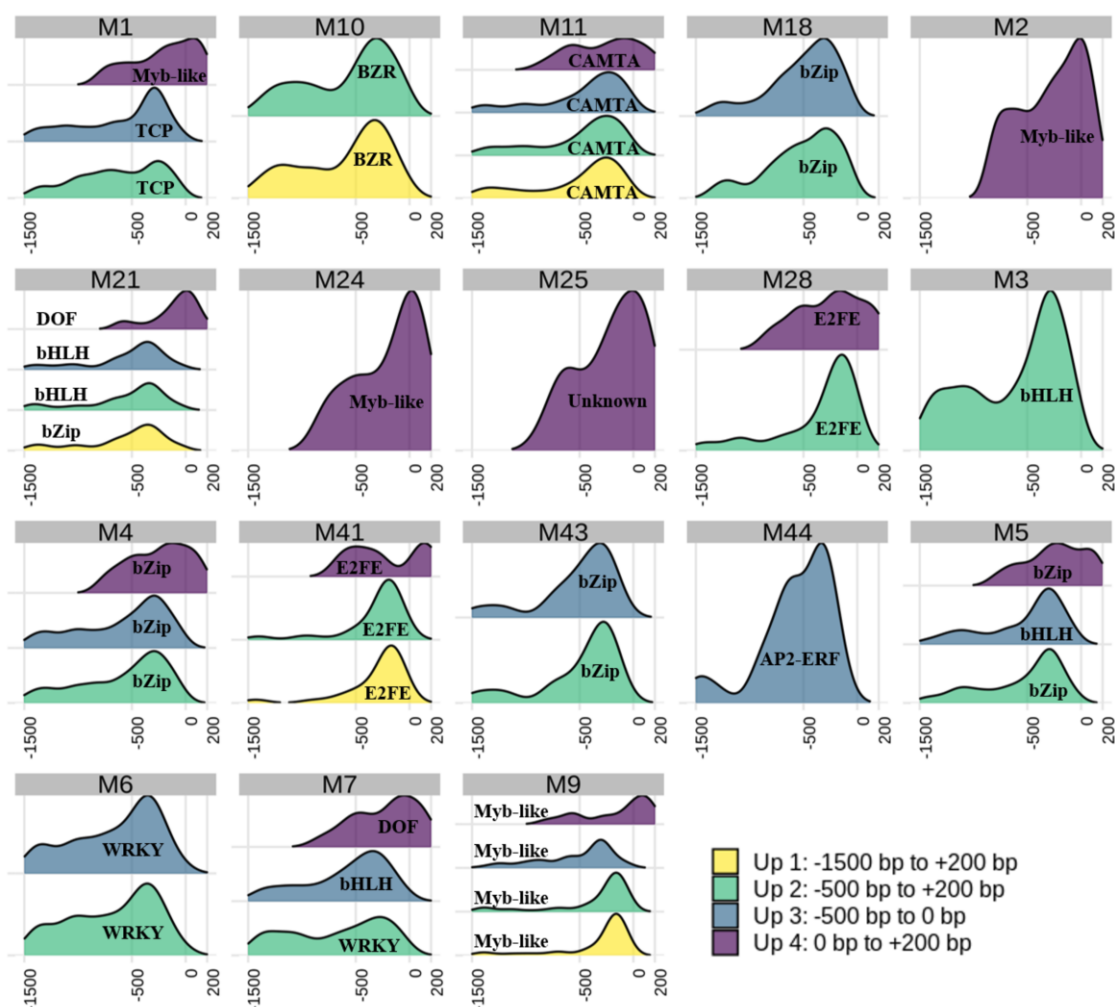 M1 M10 M11 M18 M2
Myb-like
TCP
TCP
-1500
-500
0
200
BZR
BZR
-1500
-500
0
200
CAMTA
CAMTA
CAMTA
CAMTA
-1500
-500
0
200
bZip
bZip
-1500
-500
0
200
Myb-like
-1500
-500
0
200
M21 M24 M25 M28 M3
DOF
bHLH
bHLH
bZip
-1500
-500
0
200
Myb-like
-1500
-500
0
200
Unknown
-1500
-500
0
200
E2FE
E2FE
-1500
-500
0
200
bHLH
-1500
-500
0
200
M4 M41 M43 M44 M5
bZip
bZip
bZip
-1500
-500
0
200
E2FE
E2FE
E2FE
-1500
-500
0
200
bZip
bZip
-1500
-500
0
200
AP2-ERF
-1500
-500
0
200
bZip
bHLH
bZip
-1500
-500
0
200
M6 M7 M9
WRKY
WRKY
-1500
-500
0
200
DOF
bHLH
WRKY
-1500
-500
0
200
Myb-like
Myb-like
Myb-like
Myb-like
-1500
-500
0
200
Up 1: -1500 bp to +200 bp
Up 2: -500 bp to +200 bp
Up 3: -500 bp to 0 bp
Up 4: 0 bp to +200 bp